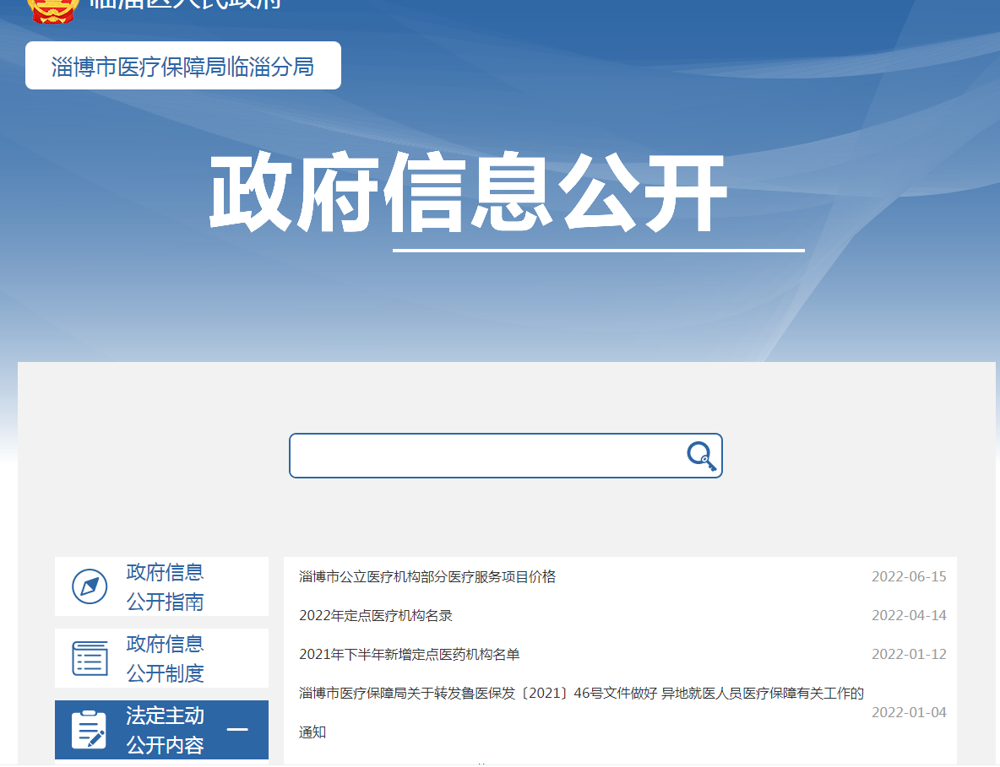 临淄区人民政府
淄博市医疗保障局临淄分局
政府信息公开
政府信息
公开指南
政府信息
公开制度
法定主动
公开内容
淄博市公立医疗机构部分医疗服务项目价格 2022-06-15
2022年定点医疗机构名录 2022-04-14
2021年下半年新增定点医药机构名单 2022-01-12
淄博市医疗保障局关于转发鲁医保发〔2021〕46号文件做好 异地就医人员医疗保障有关工作的
通知 2022-01-04